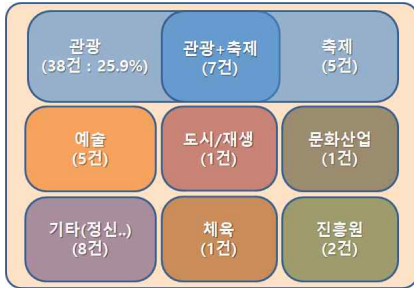 관광
(38건 : 25.9%)
관광+축제
(7건)
축제
(5건)
예술
(5건)
도시/재생
(1건)
문화산업
(1건)
기타(정신..)
(8건)
체육
(1건)
진흥원
(2건)